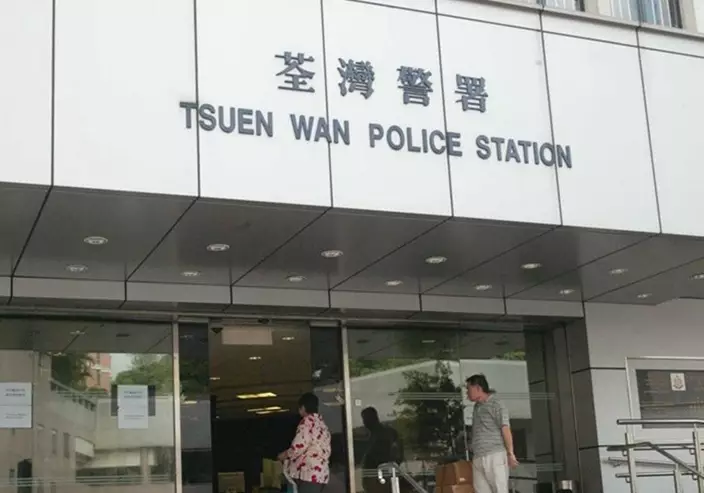 荃灣警署
TSUEN WAN POLICE STATION